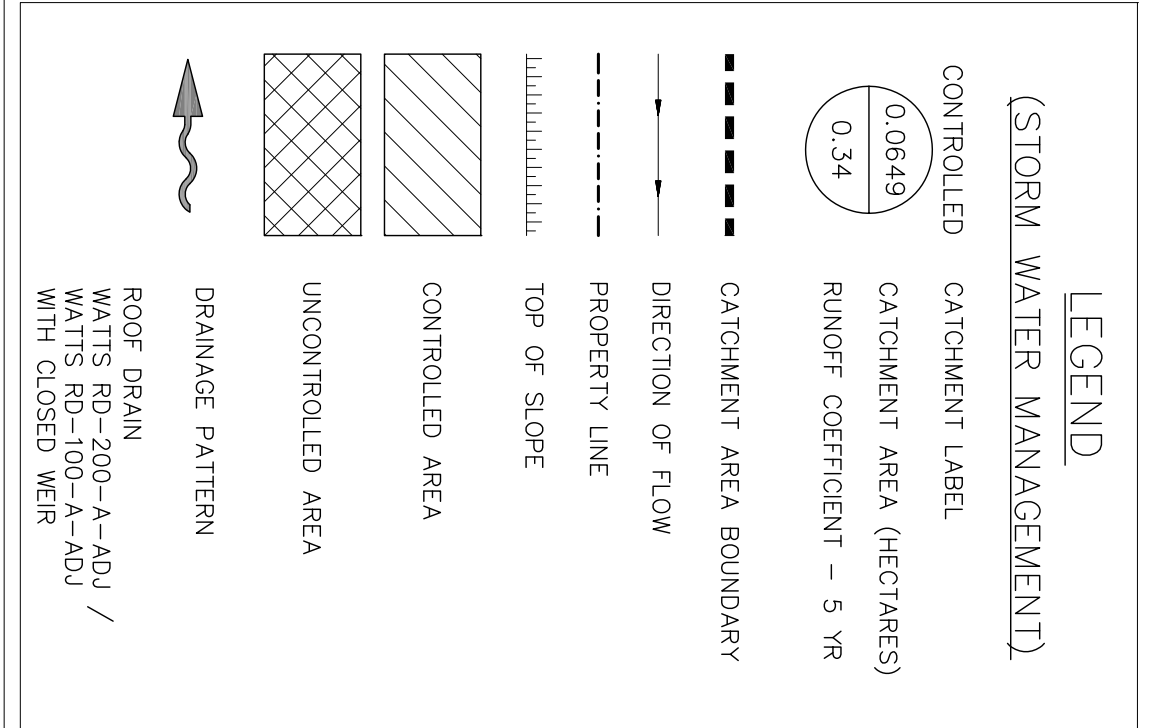 LEGEND
(STORM WATER MANAGEMENT)
CONTROLLED CATCHMENT LABEL
0.0649 CATCHMENT AREA (HECTARES)
0.34 RUNOFF COEFFICIENT - 5 YR
CATCHMENT AREA BOUNDARY
DIRECTION OF FLOW
PROPERTY LINE
TOP OF SLOPE
CONTROLLED AREA
UNCONTROLLED AREA
DRAINAGE PATTERN
ROOF DRAIN
WATTS RD-200-A-ADJ /
WATTS RD-100-A-ADJ
WITH CLOSED WEIR